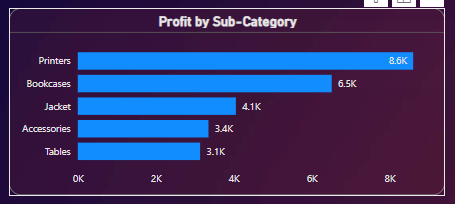 Profit by Sub-Category
Printers 8.6K
Bookcases 6.5K
Jacket 4.1K
Accessories 3.4K
Tables 3.1K
0K 2K 4K 6K 8K